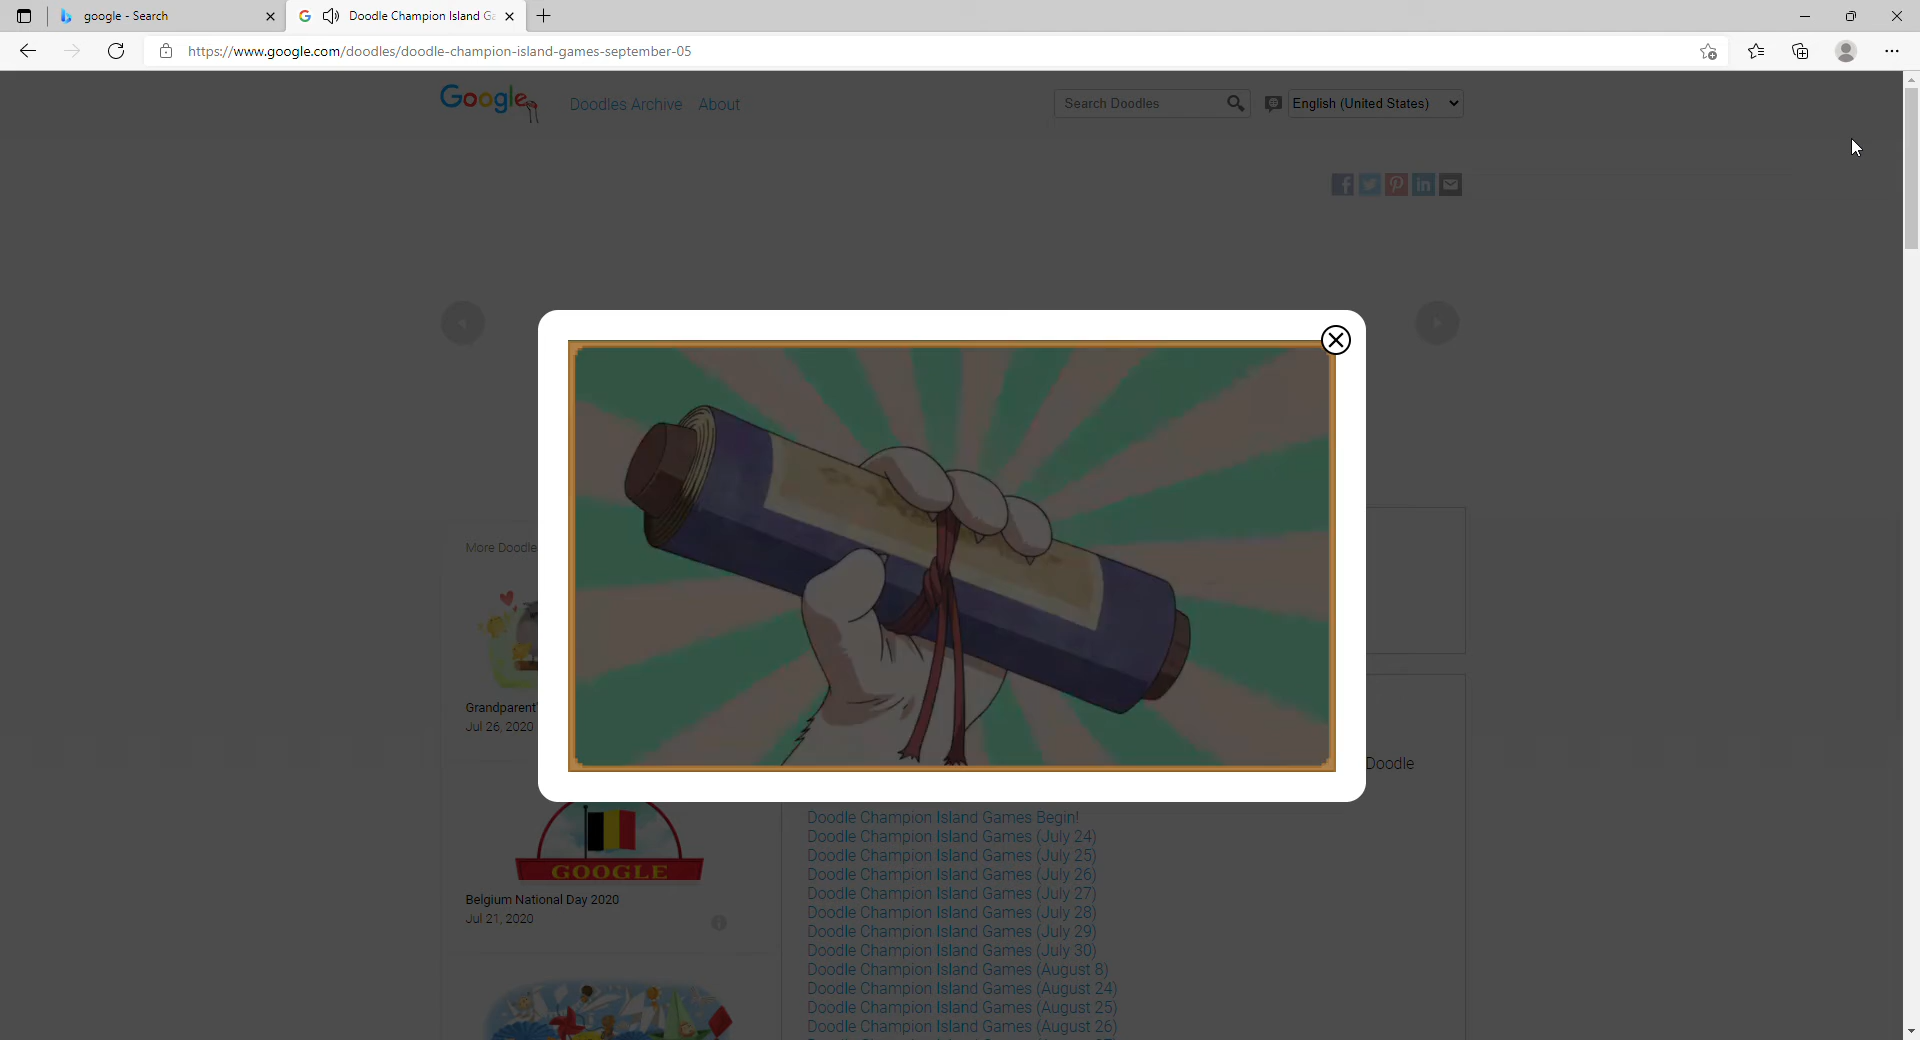 google - Search
Doodle Champion Island Ga
https://www.google.com/doodles/doodle-champion-island-games-september-05
Google
Doodles Archive
About
Search Doodles
English (United States)
More Doodle
Grandparent'
Jul 26, 2020
Doodle
GOOGLE
Belgium National Day 2020
Jul 21, 2020
Doodle Champion Island Games Begin!
Doodle Champion Island Games (July 24)
Doodle Champion Island Games (July 25)
Doodle Champion Island Games (July 26)
Doodle Champion Island Games (July 27)
Doodle Champion Island Games (July 28)
Doodle Champion Island Games (July 29)
Doodle Champion Island Games (July 30)
Doodle Champion Island Games (August 8)
Doodle Champion Island Games (August 24)
Doodle Champion Island Games (August 25)
Doodle Champion Island Games (August 26)